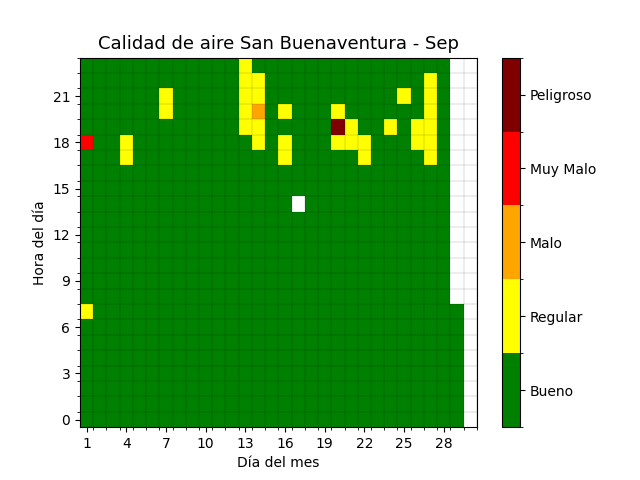 Calidad de aire San Buenaventura - Sep
Hora del día
21
18
15
12
9
6
3
0
1 4 7 10 13 16 19 22 25 28
Día del mes
Peligroso
Muy Malo
Malo
Regular
Bueno